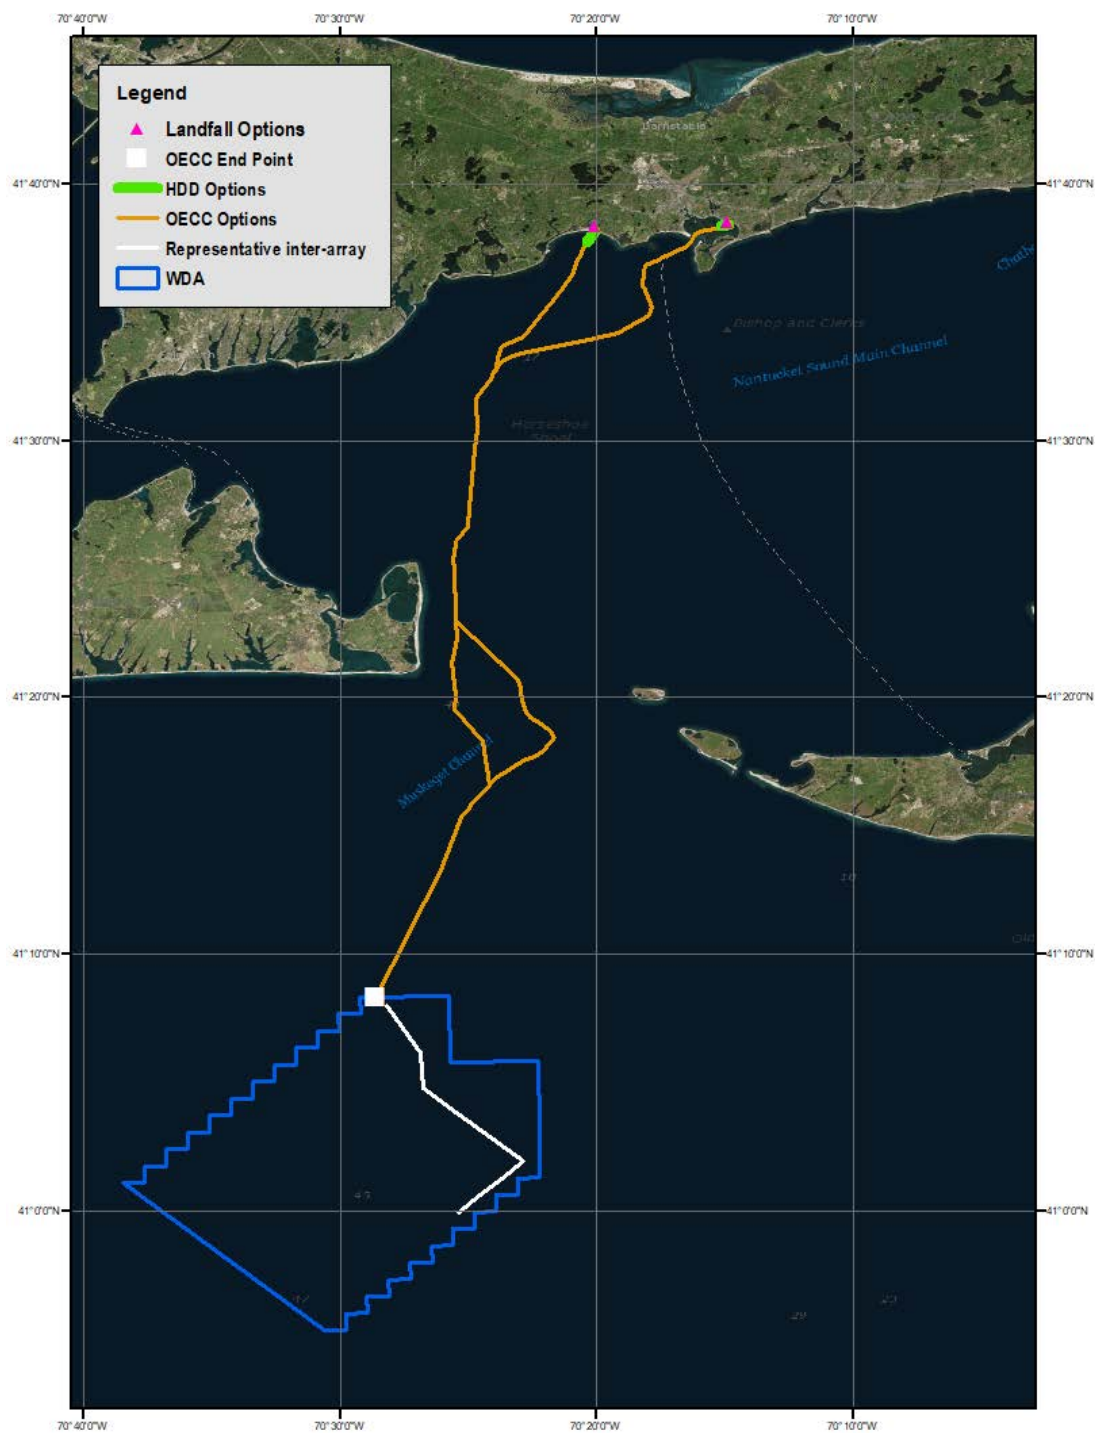 70°40'0"W 70°30'0"W 70°20'0"W 70°10'0"W
Legend
Landfall Options
OECC End Point
HDD Options
OECC Options
Representative inter-array
WDA
Barnstable
41°40'0"N 41°40'0"N
Bishop and Clerks
Nantucket Sound Main Channel
Horseshoe
Shoal
41°30'0"N 41°30'0"N
41°20'0"N 41°20'0"N
Muskeget Channel
10
41°10'0"N 41°10'0"N
45
41°0'0"N 41°0'0"N
47
29
70°40'0"W 70°30'0"W 70°20'0"W 70°10'0"W